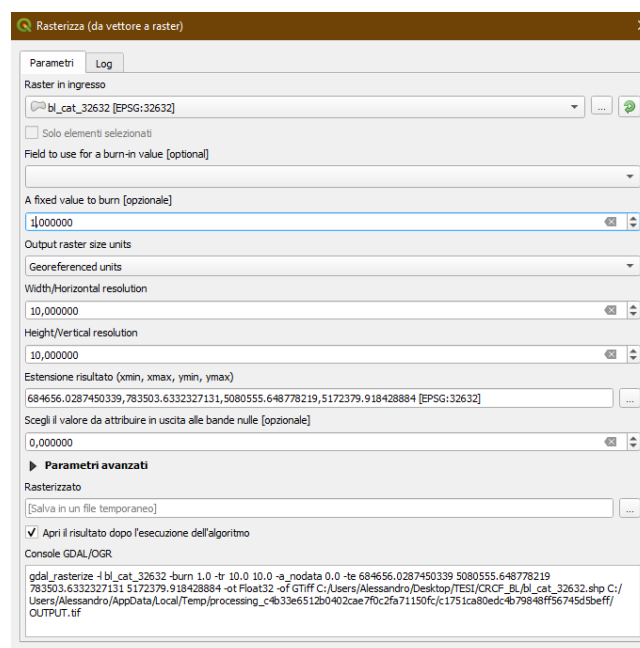 Rasterizza (da vettore a raster)
Parametri
Log
Raster in ingresso
bl_cat_32632 [EPSG:32632]
...
Solo elementi selezionati
Field to use for a burn-in value [optional]
A fixed value to burn [opzionale]
1,000000
Output raster size units
Georeferenced units
Width/Horizontal resolution
10,000000
Height/Vertical resolution
10,000000
Estensione risultato (xmin, xmax, ymin, ymax)
684656.0287450339,783503.6332327131,5080555.648778219,5172379.918428884 [EPSG:32632]
...
Scegli il valore da attribuire in uscita alle bande nulle [opzionale]
0,000000
Parametri avanzati
Rasterizzato
[Salva in un file temporaneo]
...
Apri il risultato dopo l'esecuzione dell'algoritmo
Console GDAL/OGR
gdal_rasterize -l bl_cat_32632 -burn 1.0 -tr 10.0 10.0 -a_nodata 0.0 -te 684656.0287450339 5080555.648778219
783503.6332327131 5172379.918428884 -ot Float32 -of GTiff C:/Users/Alessandro/Desktop/TESI/CRCF_BL/bl_cat_32632.shp C:/
Users/Alessandro/AppData/Local/Temp/processing_c4b33e6512b0402cae7f0c2fa71150fc/c1751ca80edc4b79848ff56745d5beff/
OUTPUT.tif